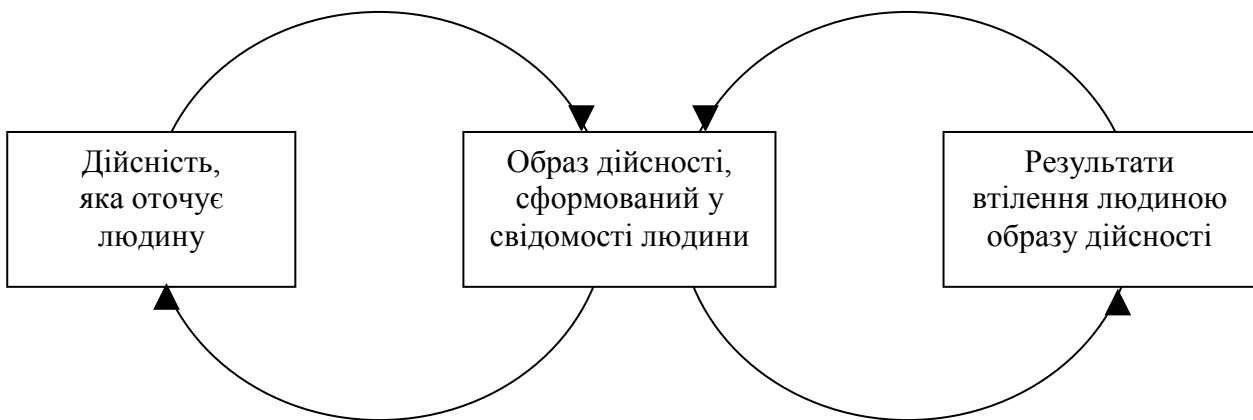 Дійсність,
яка оточує
людину
Образ дійсності,
сформований у
свідомості людини
Результати
втілення людиною
образу дійсності